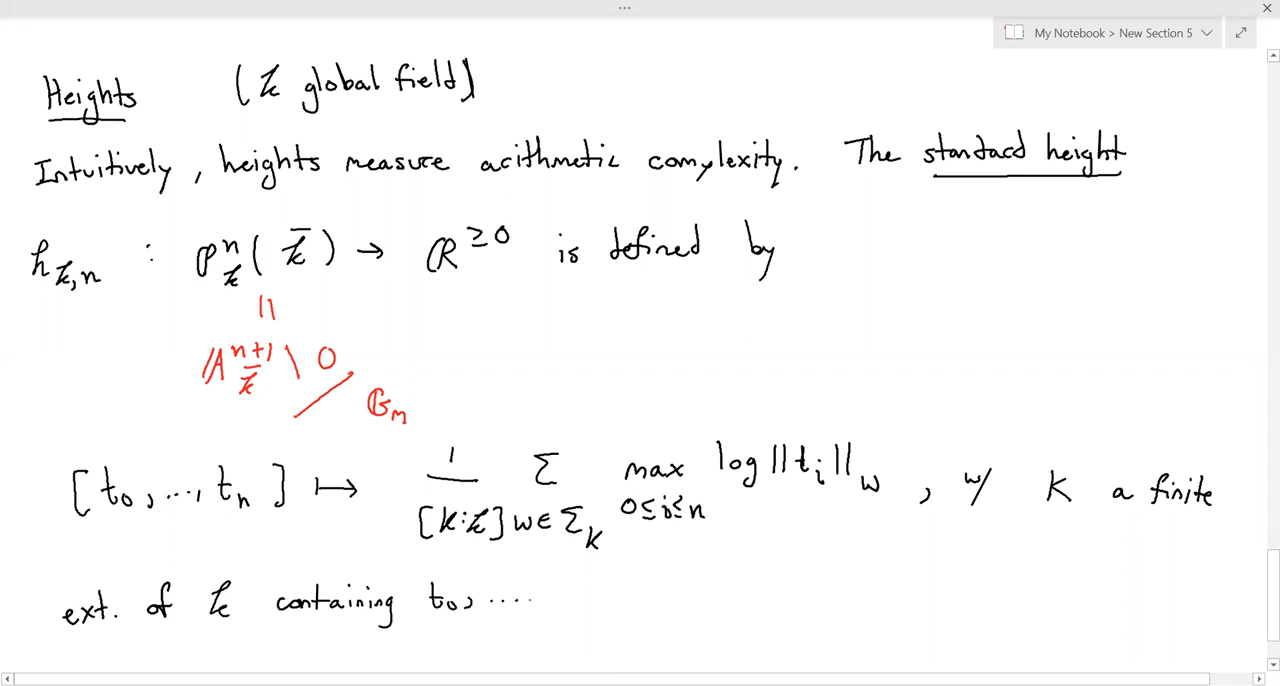 My Notebook > New Section 5
Heights (k global field)
Intuitively, heights measure arithmetic complexity. The standard height
h_{k,n} : ℙ^n_k(k̄) → ℝ^{≥0} is defined by
||
𝔸^{n+1}_{k̄} \ 0 / 𝔾_m
[t_0, ..., t_n] ↦ 1/[K:k] Σ_{w∈Σ_K} max_{0≤i≤n} log||t_i||_w , w/ K a finite
ext. of k containing t_0, ....